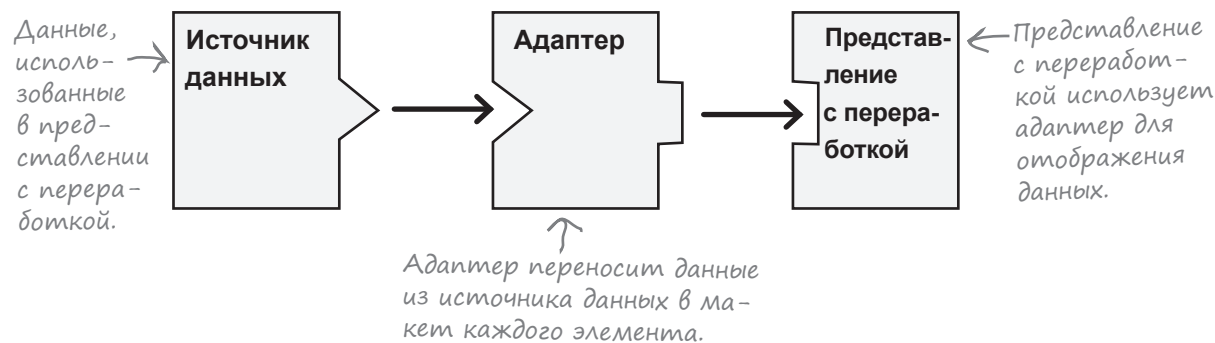 Данные,
исполь-
зованные
в пред-
ставлении
с перера-
боткой.
Источник
данных
Адаптер
Представ-
ление
с перера-
боткой
Представление
с переработ-
кой использует
адаптер для
отображения
данных.
Адаптер переносит данные
из источника данных в ма-
кет каждого элемента.